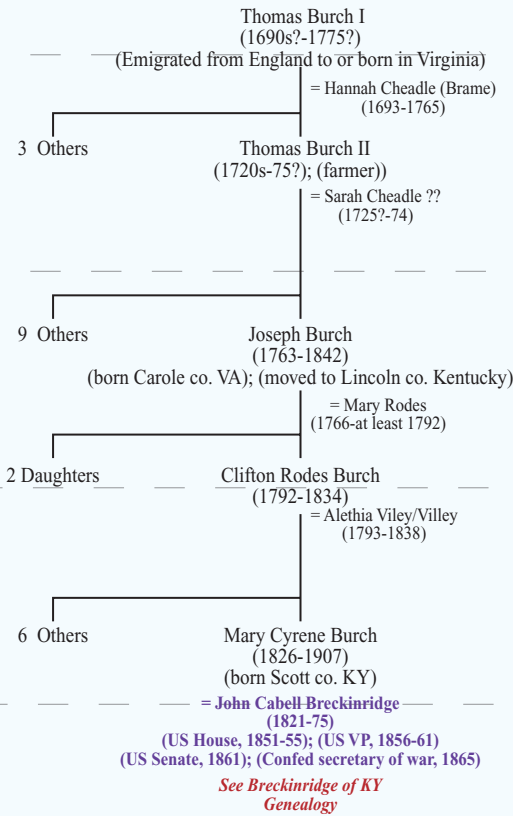 Thomas Burch I
(1690s?-1775?)
(Emigrated from England to or born in Virginia)
= Hannah Cheadle (Brame)
(1693-1765)
3 Others
Thomas Burch II
(1720s-75?); (farmer))
= Sarah Cheadle ??
(1725?-74)
9 Others
Joseph Burch
(1763-1842)
(born Carole co. VA); (moved to Lincoln co. Kentucky)
= Mary Rodes
(1766-at least 1792)
2 Daughters
Clifton Rodes Burch
(1792-1834)
= Alethia Viley/Villey
(1793-1838)
6 Others
Mary Cyrene Burch
(1826-1907)
(born Scott co. KY)
= John Cabell Breckinridge
(1821-75)
(US House, 1851-55); (US VP, 1856-61)
(US Senate, 1861); (Confed secretary of war, 1865)
See Breckinridge of KY
Genealogy